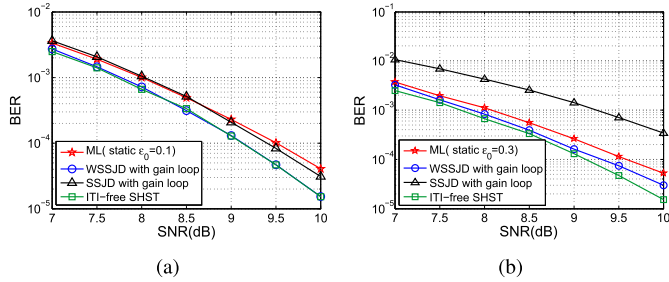 10^-2
10^-3
10^-4
10^-5
BER
7 7.5 8 8.5 9 9.5 10
SNR(dB)
ML( static ε_0=0.1)
WSSJD with gain loop
SSJD with gain loop
ITI-free SHST
(a)
10^-1
10^-2
10^-3
10^-4
10^-5
BER
7 7.5 8 8.5 9 9.5 10
SNR(dB)
ML( static ε_0=0.3)
WSSJD with gain loop
SSJD with gain loop
ITI-free SHST
(b)